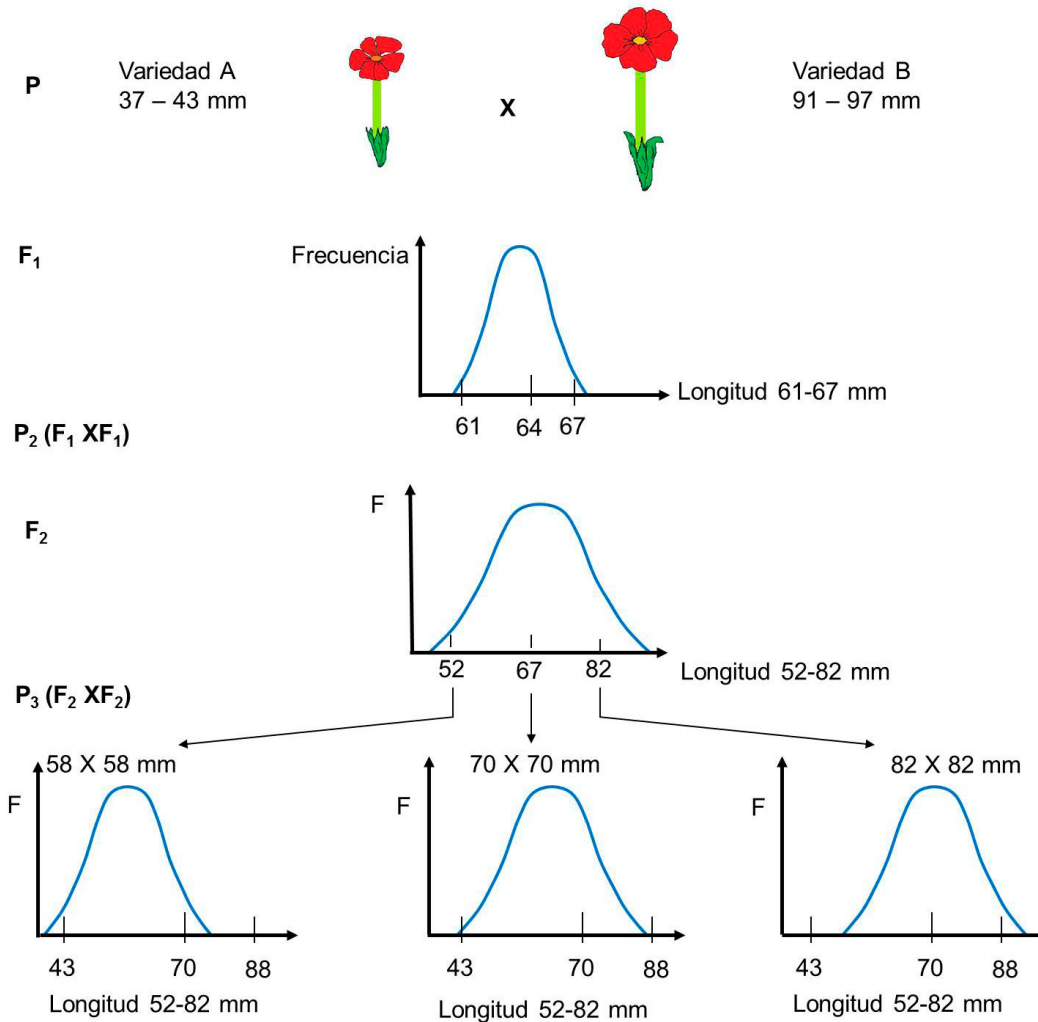 P
Variedad A
37 – 43 mm
X
Variedad B
91 – 97 mm
F₁
Frecuencia
61 64 67
Longitud 61-67 mm
P₂ (F₁ XF₁)
F₂
F
52 67 82
Longitud 52-82 mm
P₃ (F₂ XF₂)
58 X 58 mm
F
43 70 88
Longitud 52-82 mm
70 X 70 mm
F
43 70 88
Longitud 52-82 mm
82 X 82 mm
F
43 70 88
Longitud 52-82 mm